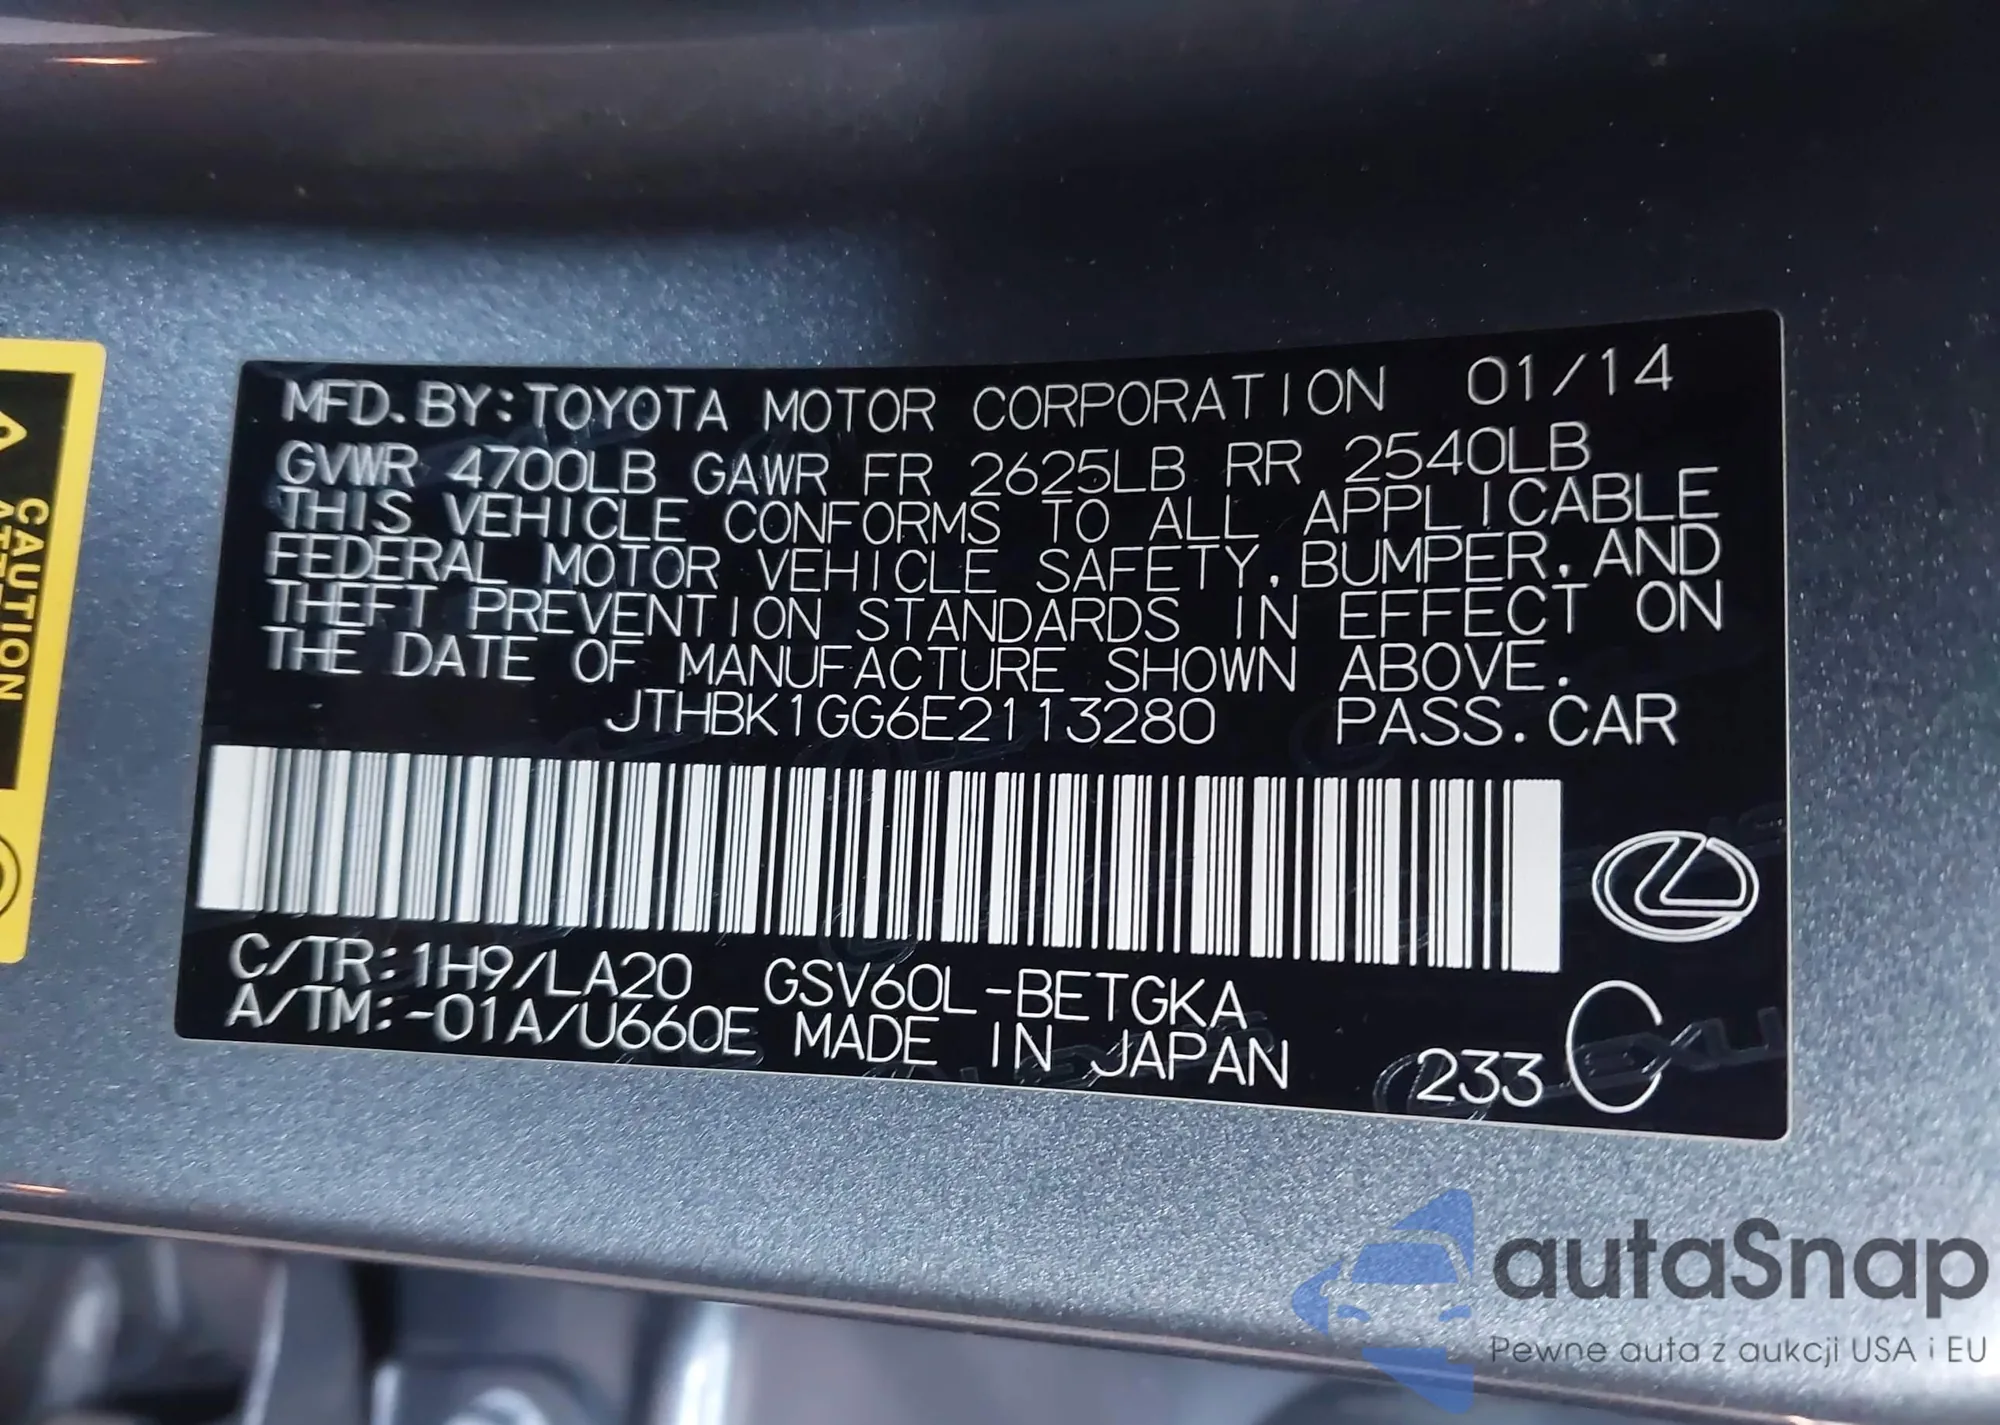 MFD. BY: TOYOTA MOTOR CORPORATION 01/14
GVWR 4700LB GAWR FR 2625LB RR 2540LB
THIS VEHICLE CONFORMS TO ALL APPLICABLE
FEDERAL MOTOR VEHICLE SAFETY, BUMPER, AND
THEFT PREVENTION STANDARDS IN EFFECT ON
THE DATE OF MANUFACTURE SHOWN ABOVE.
JTHBK1GG6E2113280 PASS. CAR
C/TR: 1H9/LA20 GSV60L-BETGKA
A/TM: -01A/U660E MADE IN JAPAN 233 C
CAUTION
autaSnap
Pewne auta z aukcji USA i EU